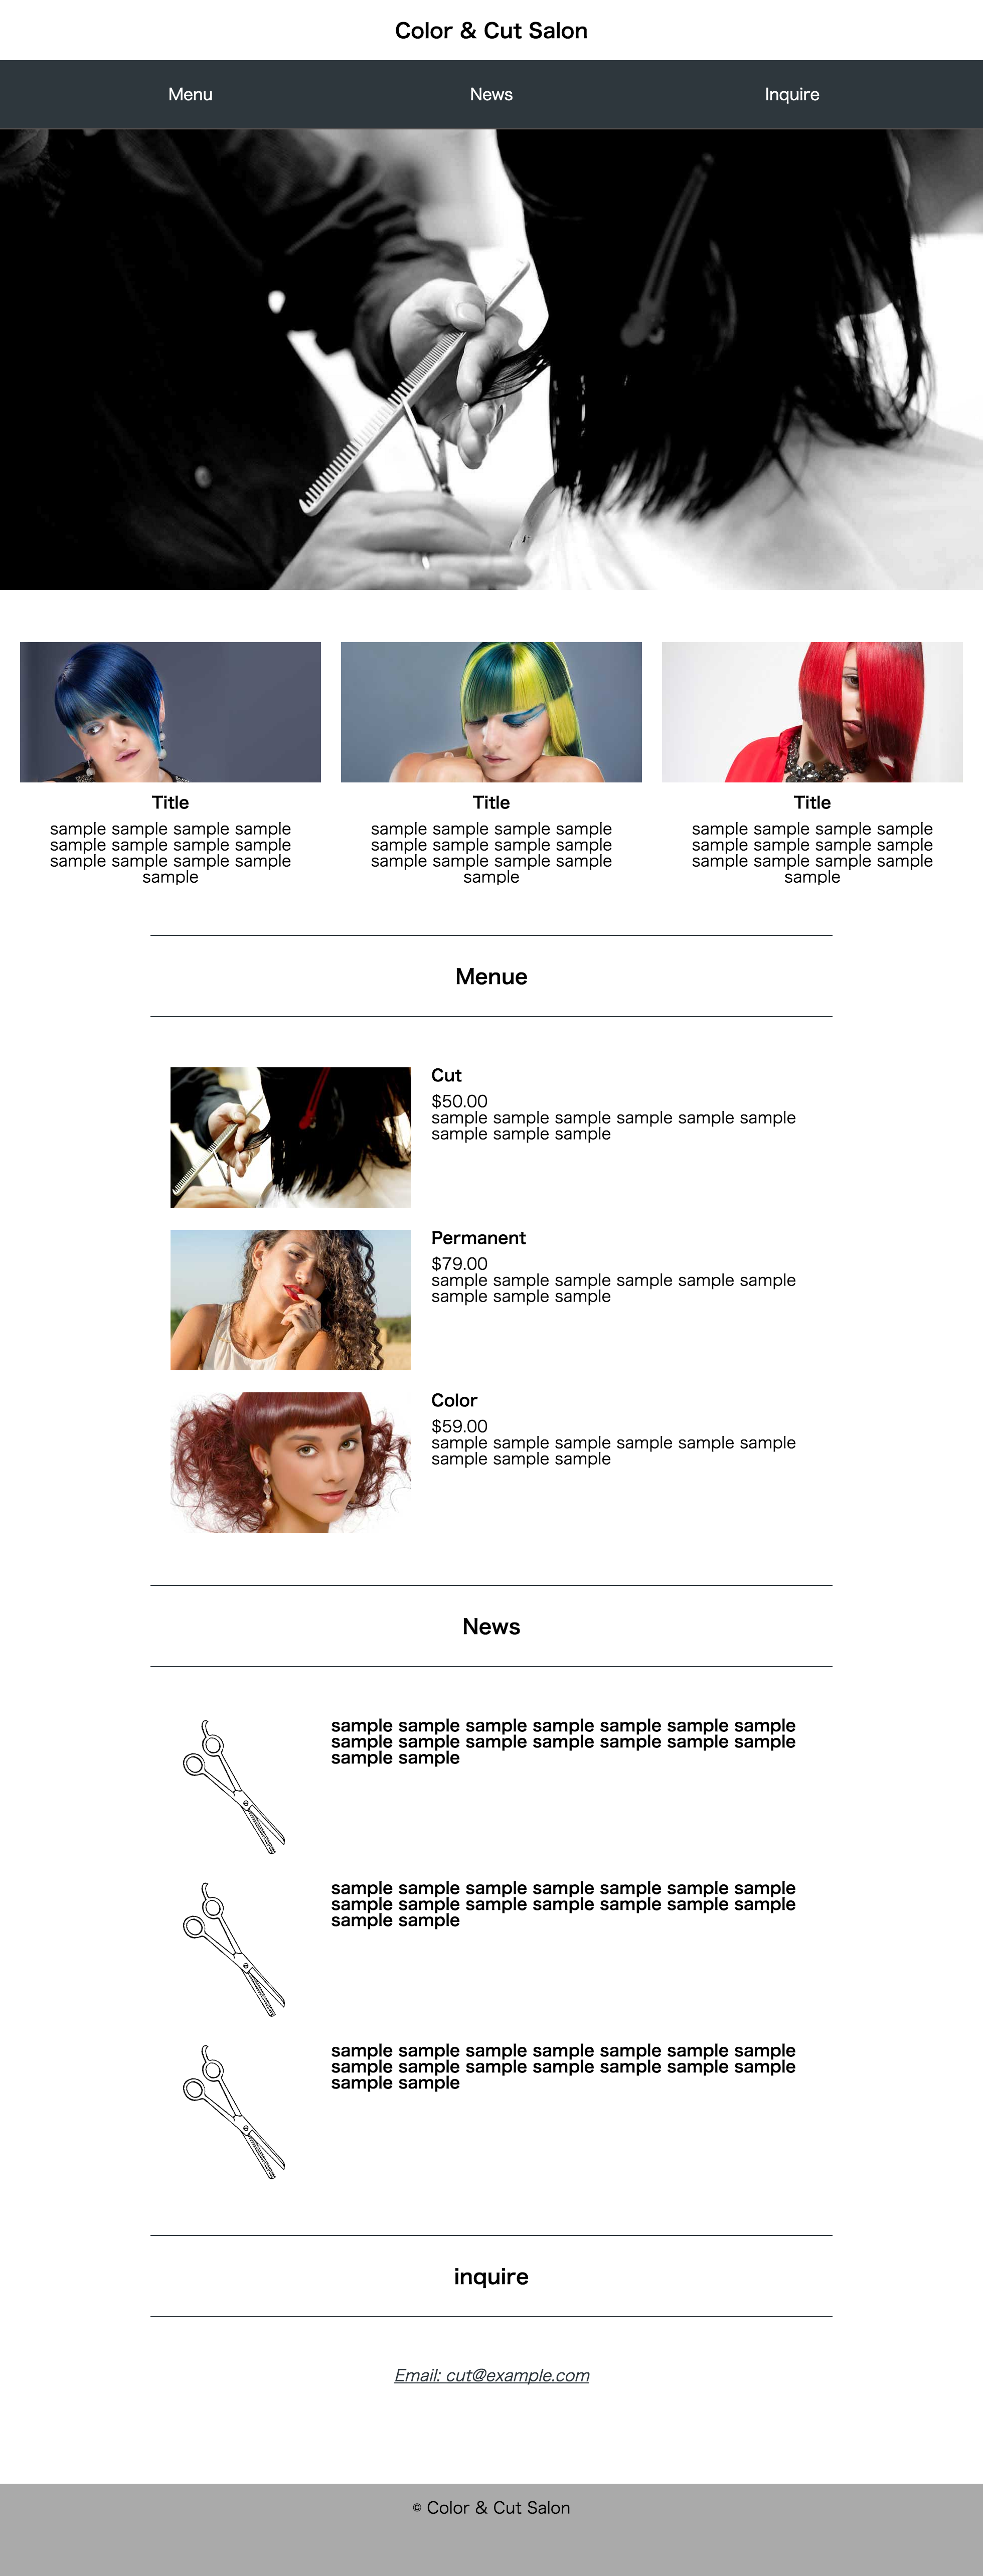 Color & Cut Salon
Menu
News
Inquire
Title
sample sample sample sample
sample sample sample sample
sample sample sample sample
sample
Title
sample sample sample sample
sample sample sample sample
sample sample sample sample
sample
Title
sample sample sample sample
sample sample sample sample
sample sample sample sample
sample
Menue
Cut
$50.00
sample sample sample sample sample sample
sample sample sample
Permanent
$79.00
sample sample sample sample sample sample
sample sample sample
Color
$59.00
sample sample sample sample sample sample
sample sample sample
News
sample sample sample sample sample sample sample
sample sample sample sample sample sample sample
sample sample
sample sample sample sample sample sample sample
sample sample sample sample sample sample sample
sample sample
sample sample sample sample sample sample sample
sample sample sample sample sample sample sample
sample sample
inquire
Email: cut@example.com
© Color & Cut Salon